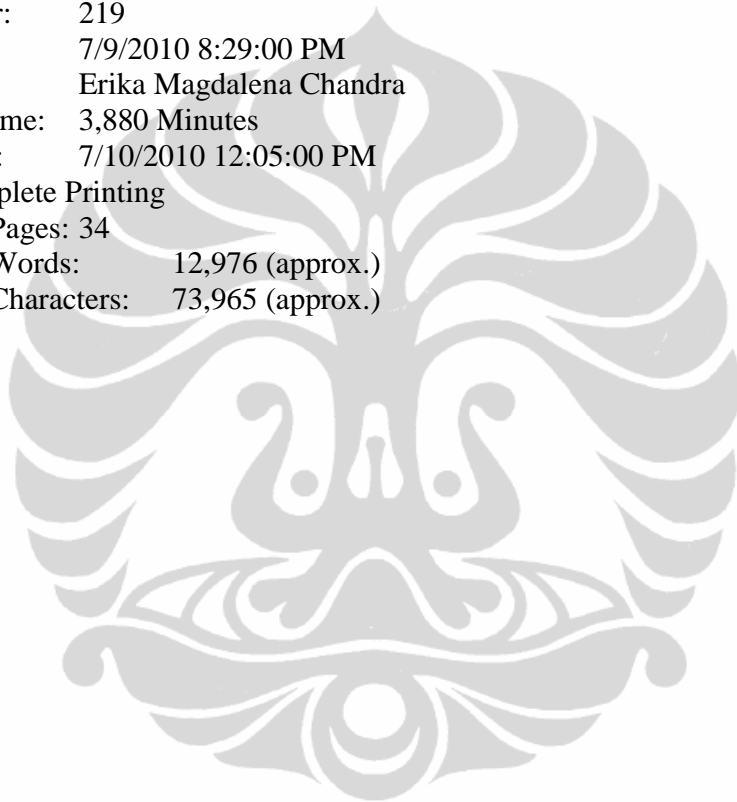 r: 219
7/9/2010 8:29:00 PM
Erika Magdalena Chandra
me: 3,880 Minutes
: 7/10/2010 12:05:00 PM
plete Printing
Pages: 34
Words: 12,976 (approx.)
Characters: 73,965 (approx.)